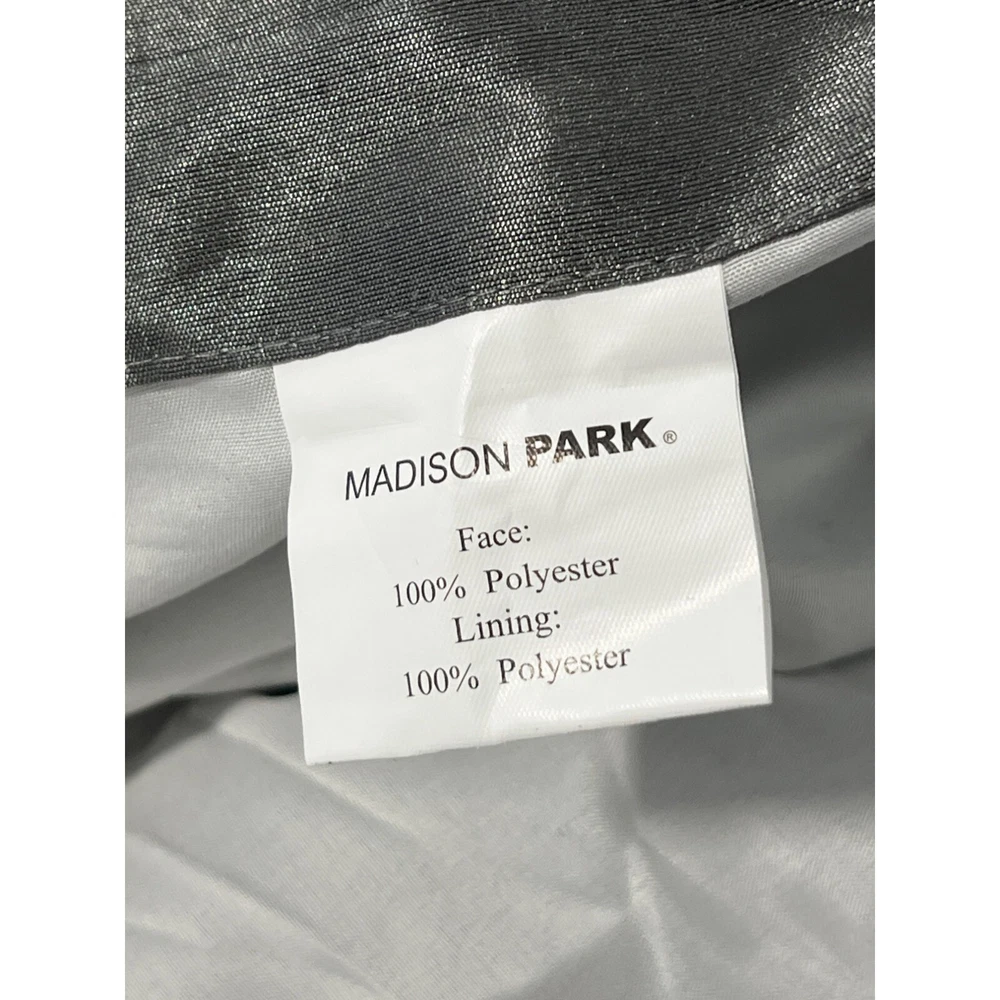 MADISON PARK®
Face:
100% Polyester
Lining:
100% Polyester